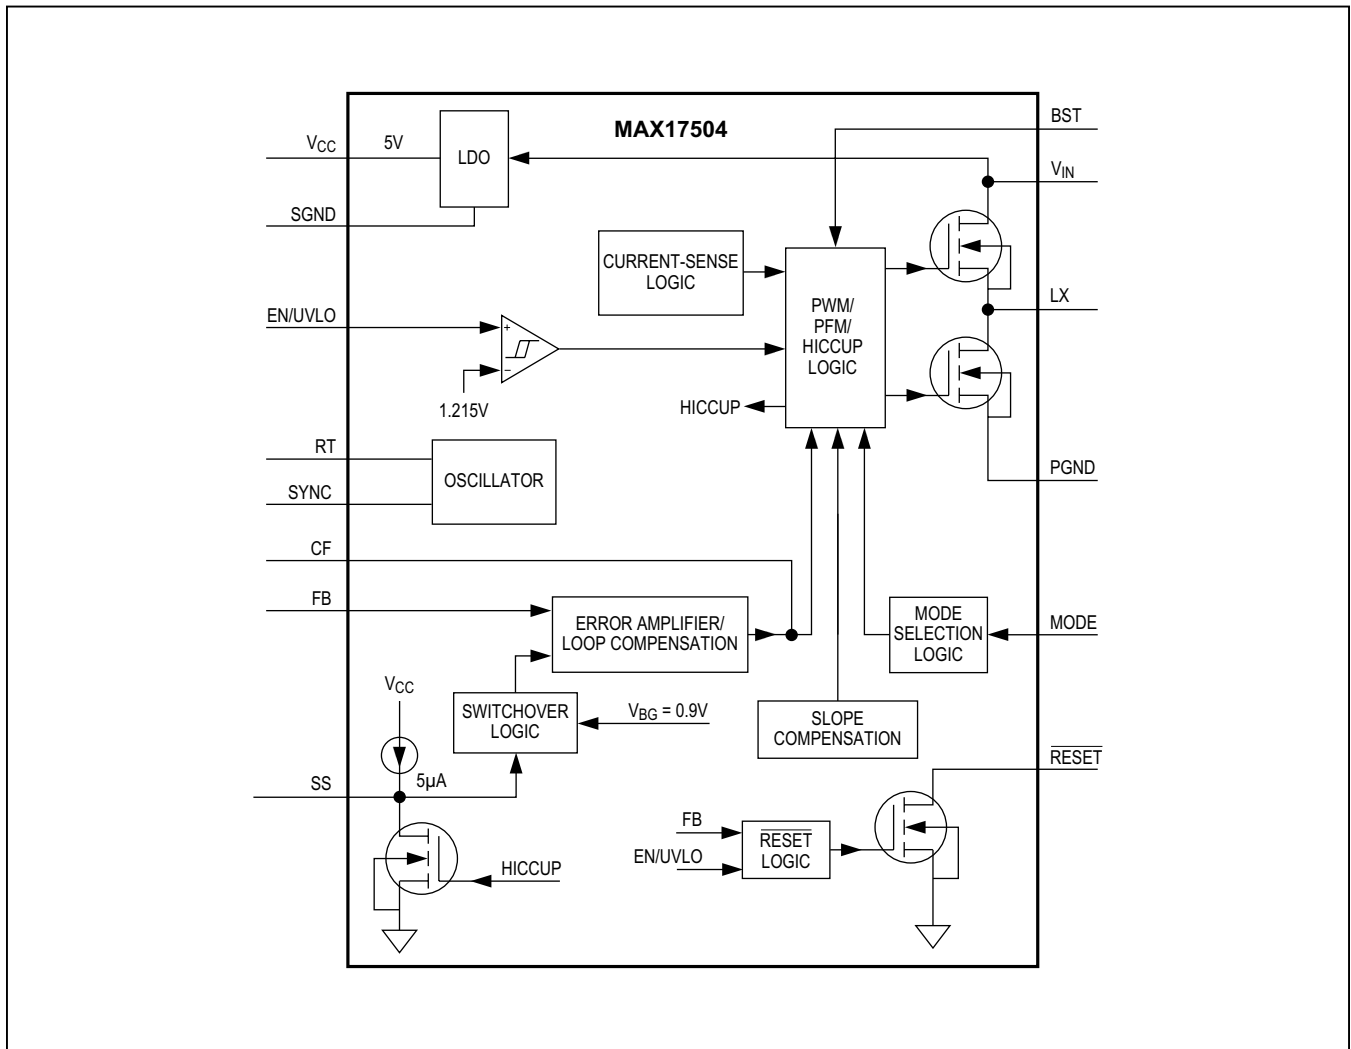 MAX17504
BST
VCC
5V
LDO
VIN
SGND
CURRENT-SENSE
LOGIC
PWM/
PFM/
HICCUP
LOGIC
LX
EN/UVLO
+
−
1.215V
HICCUP
RT
OSCILLATOR
SYNC
PGND
CF
FB
ERROR AMPLIFIER/
LOOP COMPENSATION
MODE
SELECTION
LOGIC
MODE
VCC
SWITCHOVER
LOGIC
VBG = 0.9V
SLOPE
COMPENSATION
RESET
SS
5µA
FB
EN/UVLO
RESET
LOGIC
HICCUP